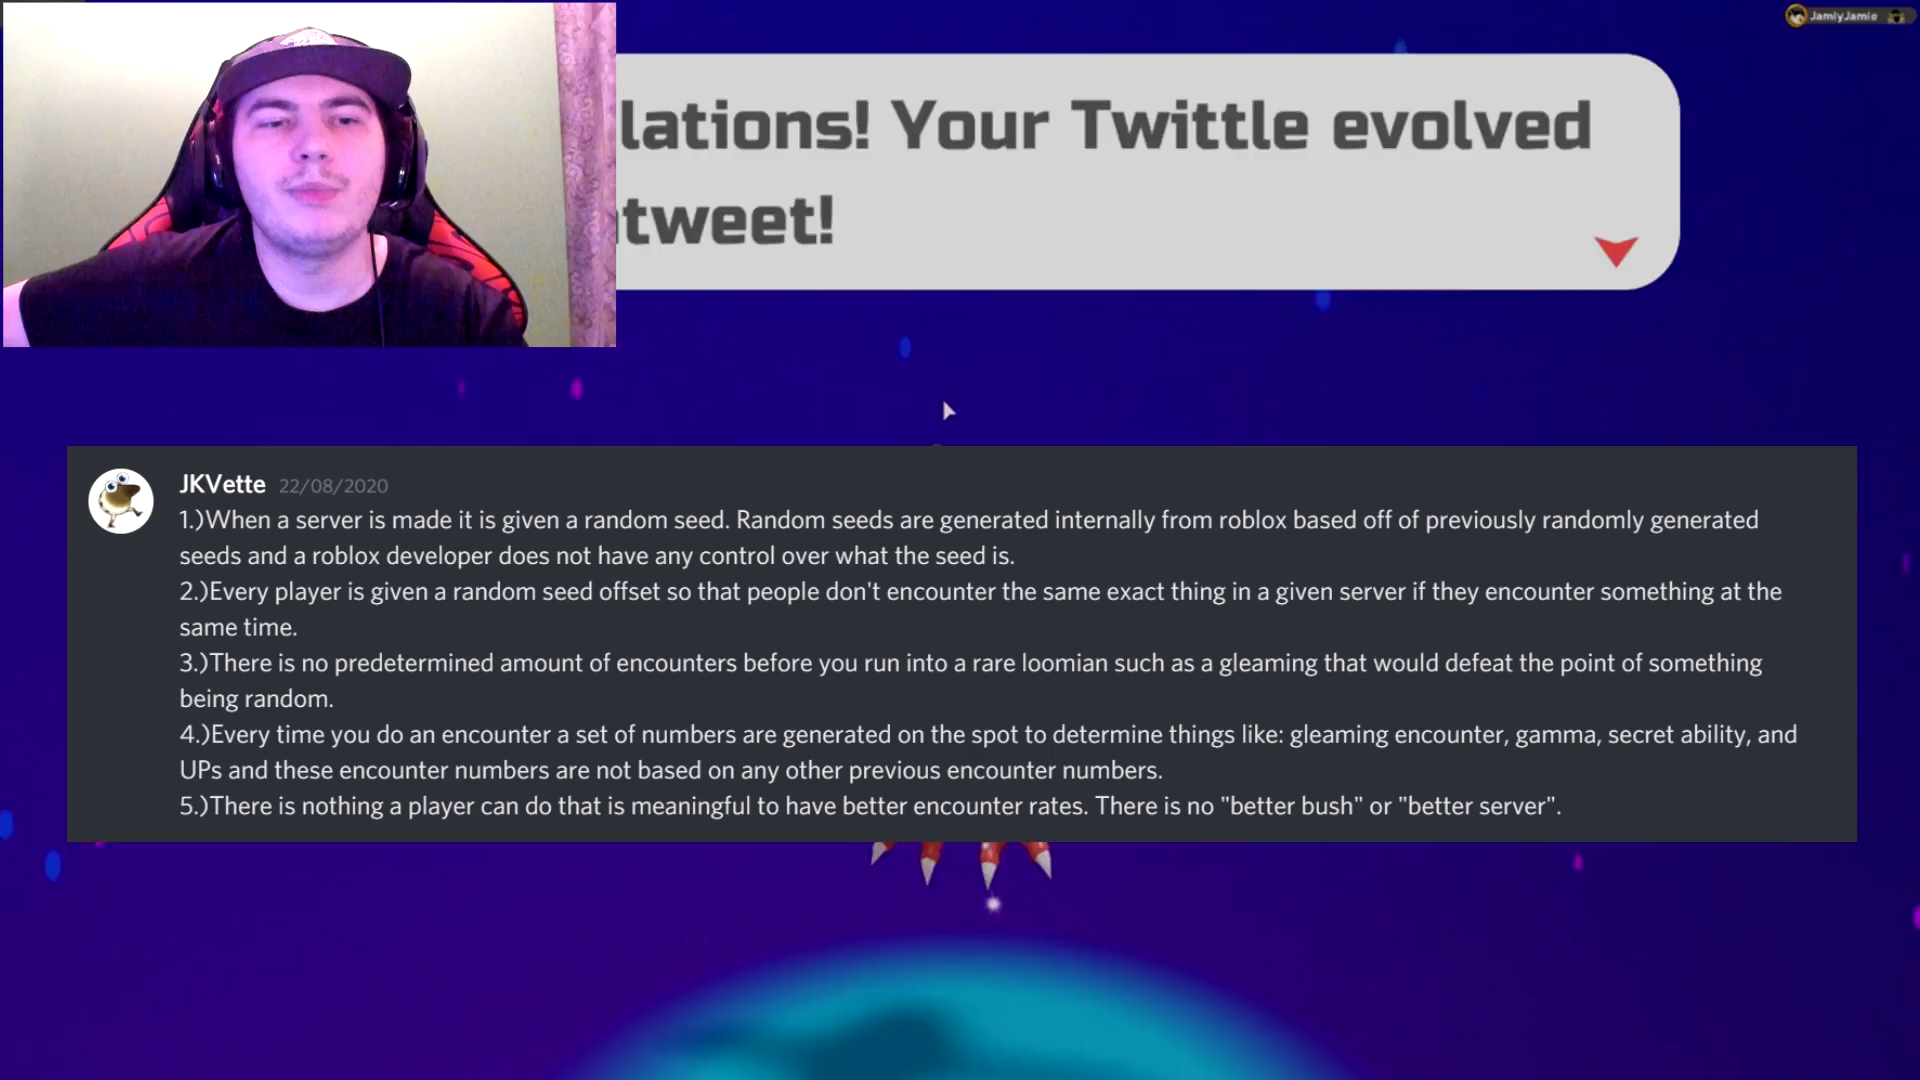 JamiyJamie
lations! Your Twittle evolved
tweet!
JKVette 22/08/2020
1.)When a server is made it is given a random seed. Random seeds are generated internally from roblox based off of previously randomly generated
seeds and a roblox developer does not have any control over what the seed is.
2.)Every player is given a random seed offset so that people don't encounter the same exact thing in a given server if they encounter something at the
same time.
3.)There is no predetermined amount of encounters before you run into a rare loomian such as a gleaming that would defeat the point of something
being random.
4.)Every time you do an encounter a set of numbers are generated on the spot to determine things like: gleaming encounter, gamma, secret ability, and
UPs and these encounter numbers are not based on any other previous encounter numbers.
5.)There is nothing a player can do that is meaningful to have better encounter rates. There is no "better bush" or "better server".